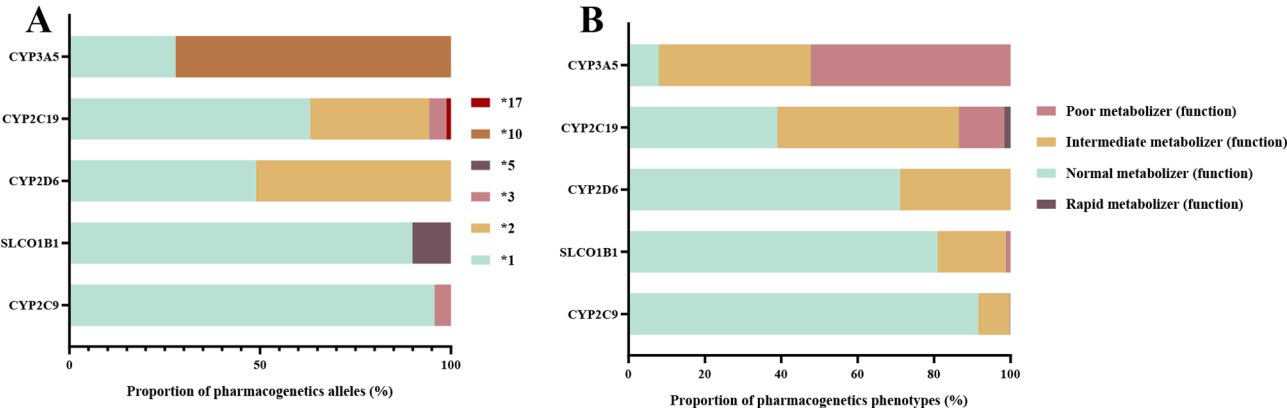 A
CYP3A5
CYP2C19
CYP2D6
SLCO1B1
CYP2C9
0
50
100
Proportion of pharmacogenetics alleles (%)
*17
*10
*5
*3
*2
*1
B
CYP3A5
CYP2C19
CYP2D6
SLCO1B1
CYP2C9
0
20
40
60
80
100
Proportion of pharmacogenetics phenotypes (%)
Poor metabolizer (function)
Intermediate metabolizer (function)
Normal metabolizer (function)
Rapid metabolizer (function)